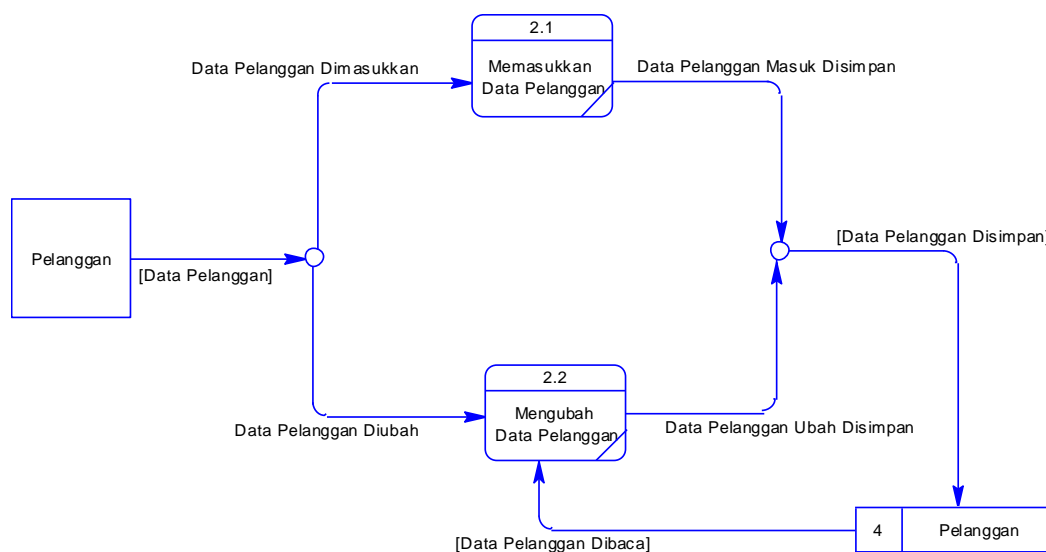 2.1
Data Pelanggan Dimasukkan
Memasukkan
Data Pelanggan
Data Pelanggan Masuk Disimpan
Pelanggan
[Data Pelanggan]
[Data Pelanggan Disimpan]
2.2
Data Pelanggan Diubah
Mengubah
Data Pelanggan
Data Pelanggan Ubah Disimpan
4
Pelanggan
[Data Pelanggan Dibaca]